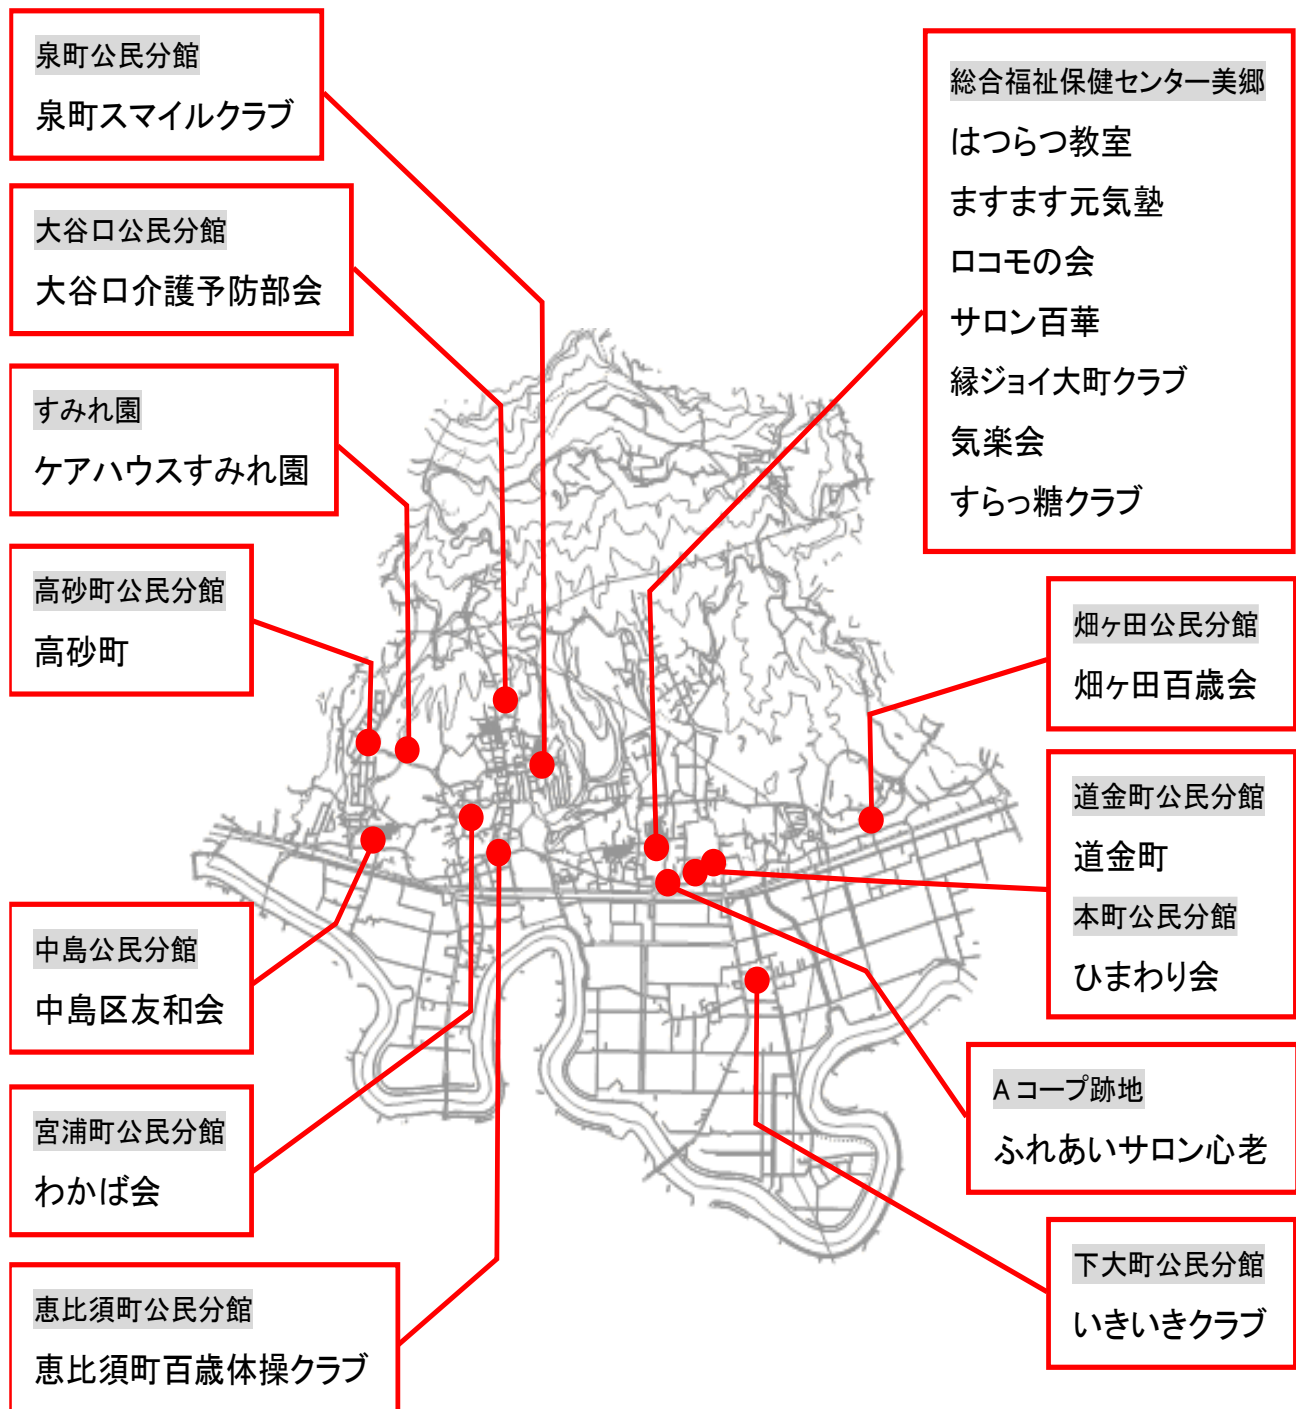 泉町公民分館
泉町スマイルクラブ
大谷口公民分館
大谷口介護予防部会
すみれ園
ケアハウスすみれ園
高砂町公民分館
高砂町
中島公民分館
中島区友和会
宮浦町公民分館
わかば会
恵比須町公民分館
恵比須町百歳体操クラブ
総合福祉保健センター美郷
はつらつ教室
ますます元気塾
ロコモの会
サロン百華
縁ジョイ大町クラブ
気楽会
すらっ糖クラブ
畑ヶ田公民分館
畑ヶ田百歳会
道金町公民分館
道金町
本町公民分館
ひまわり会
Aコープ跡地
ふれあいサロン心老
下大町公民分館
いきいきクラブ